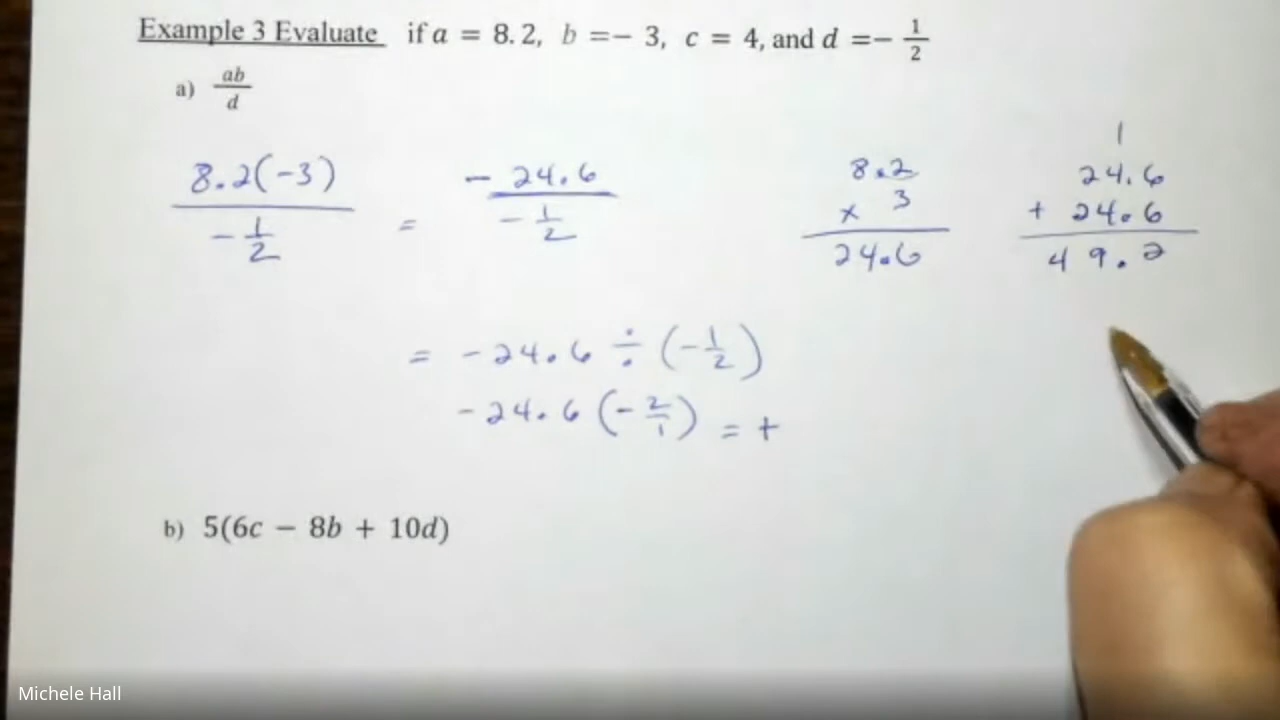 Example 3 Evaluate if a = 8.2, b =− 3, c = 4, and d =− 1/2
a) ab/d
8.2(-3)/-1/2 = -24.6/-1/2
8.2
x 3
24.6
1
24.6
+ 24.6
49.2
= -24.6 ÷ (-1/2)
-24.6 (-2/1) = +
b) 5(6c − 8b + 10d)
Michele Hall